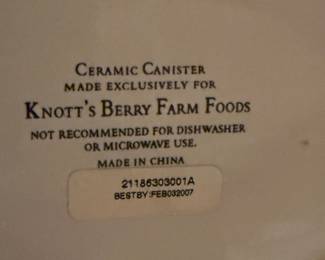 CERAMIC CANISTER
MADE EXCLUSIVELY FOR
KNOTT'S BERRY FARM FOODS
NOT RECOMMENDED FOR DISHWASHER
OR MICROWAVE USE.
MADE IN CHINA
21186303001A
BESTBY:FEB032007